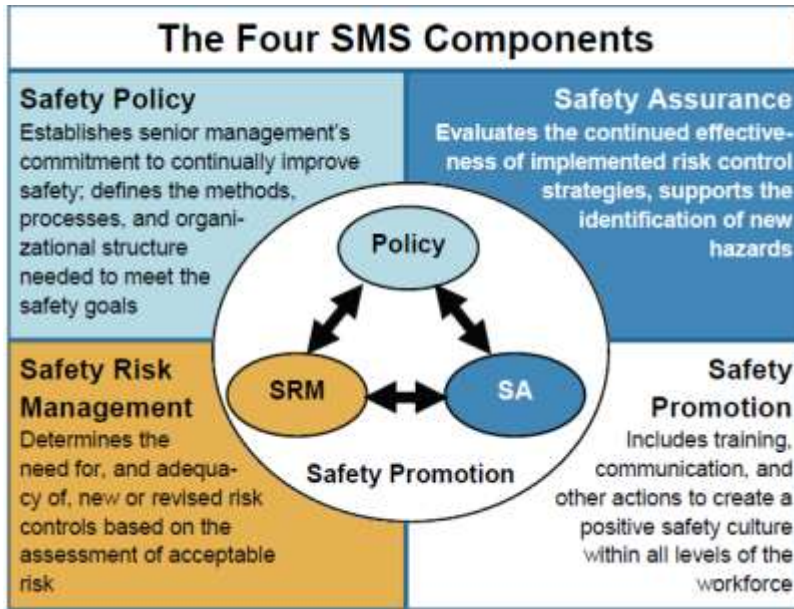 The Four SMS Components
Safety Policy
Establishes senior management's
commitment to continually improve
safety; defines the methods,
processes, and organi-
zational structure
needed to meet the
safety goals
Safety Assurance
Evaluates the continued effective-
ness of implemented risk control
strategies, supports the
identification of new
hazards
Policy
SRM
SA
Safety Promotion
Safety Risk
Management
Determines the
need for, and adequa-
cy of, new or revised risk
controls based on the
assessment of acceptable
risk
Safety
Promotion
Includes training,
communication, and
other actions to create a
positive safety culture
within all levels of the
workforce